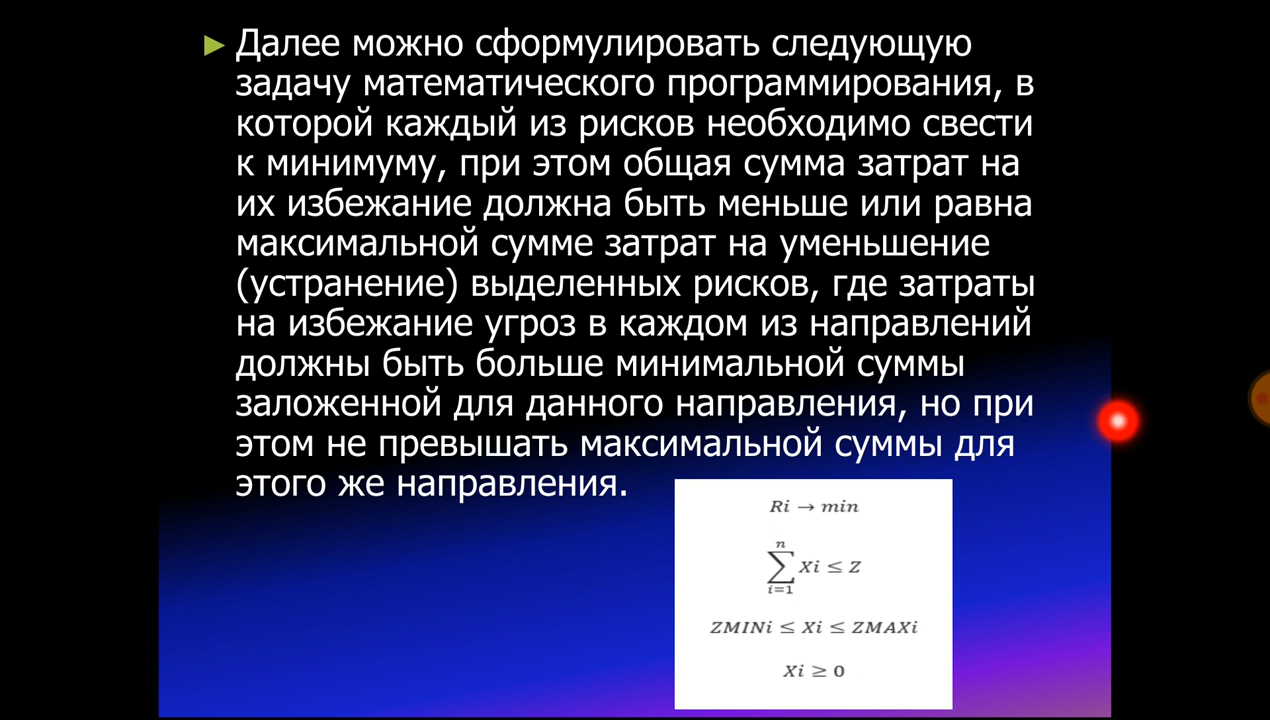 Далее можно сформулировать следующую
задачу математического программирования, в
которой каждый из рисков необходимо свести
к минимуму, при этом общая сумма затрат на
их избежание должна быть меньше или равна
максимальной сумме затрат на уменьшение
(устранение) выделенных рисков, где затраты
на избежание угроз в каждом из направлений
должны быть больше минимальной суммы
заложенной для данного направления, но при
этом не превышать максимальной суммы для
этого же направления.
Ri → min
n
∑ Xi ≤ Z
i=1
ZMINi ≤ Xi ≤ ZMAXi
Xi ≥ 0